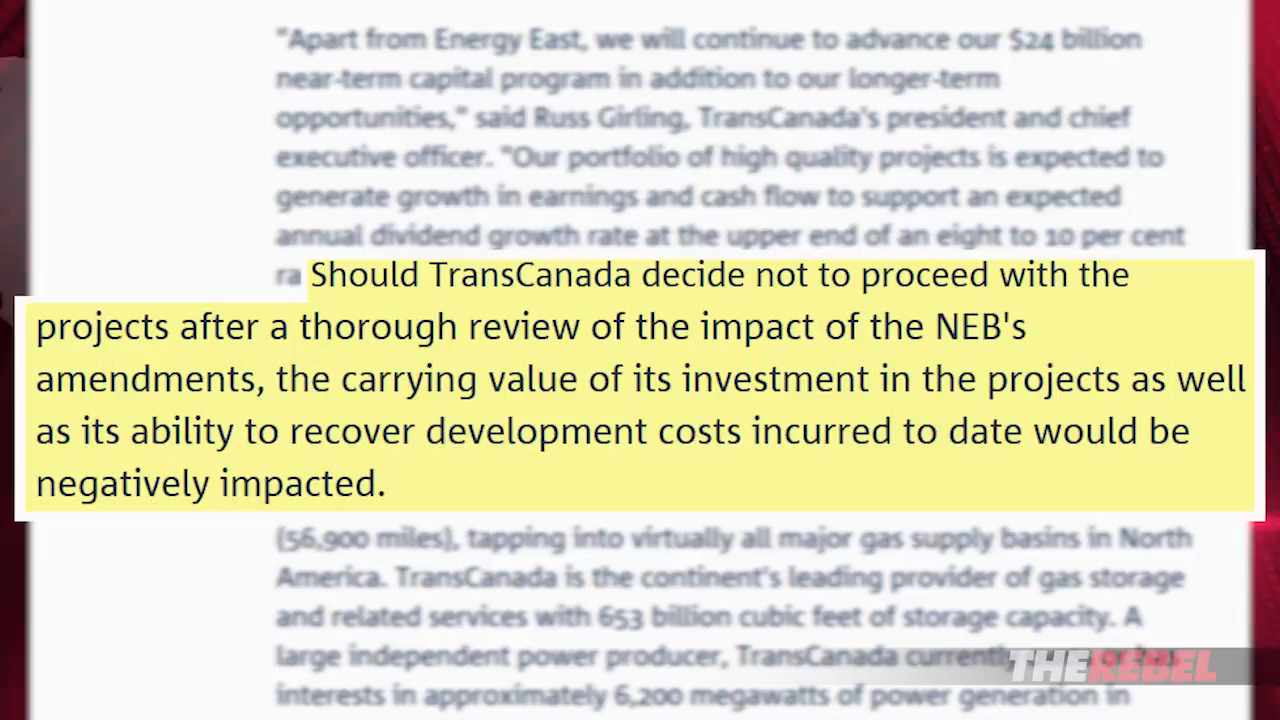 "Apart from Energy East, we will continue to advance our $24 billion
near-term capital program in addition to our longer-term
opportunities," said Russ Girling, TransCanada's president and chief
executive officer. "Our portfolio of high quality projects is expected to
generate growth in earnings and cash flow to support an expected
annual dividend growth rate at the upper end of an eight to 10 per cent
ra Should TransCanada decide not to proceed with the
projects after a thorough review of the impact of the NEB's
amendments, the carrying value of its investment in the projects as well
as its ability to recover development costs incurred to date would be
negatively impacted.
(56,900 miles), tapping into virtually all major gas supply basins in North
America. TransCanada is the continent's leading provider of gas storage
and related services with 653 billion cubic feet of storage capacity. A
large independent power producer, TransCanada currently
interests in approximately 6,200 megawatts of power generation in
THE REBEL